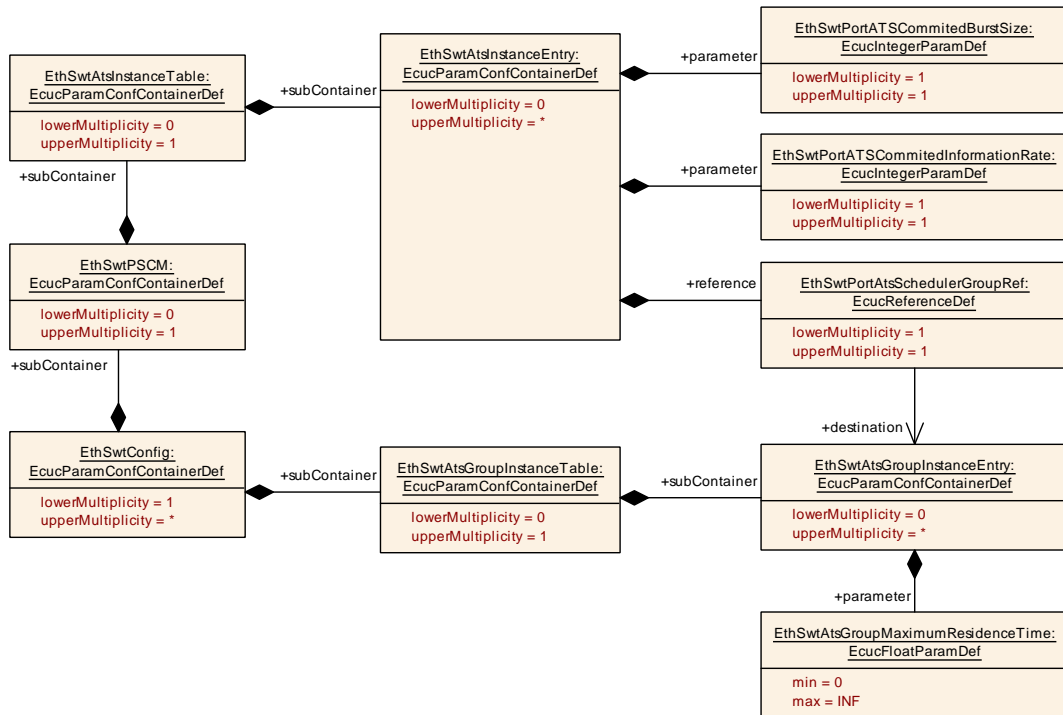 EthSwtAtsInstanceTable:
EcucParamConfContainerDef
lowerMultiplicity = 0
upperMultiplicity = 1
+subContainer
EthSwtAtsInstanceEntry:
EcucParamConfContainerDef
lowerMultiplicity = 0
upperMultiplicity = *
+parameter
EthSwtPortATSCommitedBurstSize:
EcucIntegerParamDef
lowerMultiplicity = 1
upperMultiplicity = 1
+parameter
EthSwtPortATSCommitedInformationRate:
EcucIntegerParamDef
lowerMultiplicity = 1
upperMultiplicity = 1
+subContainer
EthSwtPSCM:
EcucParamConfContainerDef
lowerMultiplicity = 0
upperMultiplicity = 1
+reference
EthSwtPortAtsSchedulerGroupRef:
EcucReferenceDef
lowerMultiplicity = 1
upperMultiplicity = 1
+subContainer
+destination
EthSwtConfig:
EcucParamConfContainerDef
lowerMultiplicity = 1
upperMultiplicity = *
+subContainer
EthSwtAtsGroupInstanceTable:
EcucParamConfContainerDef
lowerMultiplicity = 0
upperMultiplicity = 1
+subContainer
EthSwtAtsGroupInstanceEntry:
EcucParamConfContainerDef
lowerMultiplicity = 0
upperMultiplicity = *
+parameter
EthSwtAtsGroupMaximumResidenceTime:
EcucFloatParamDef
min = 0
max = INF